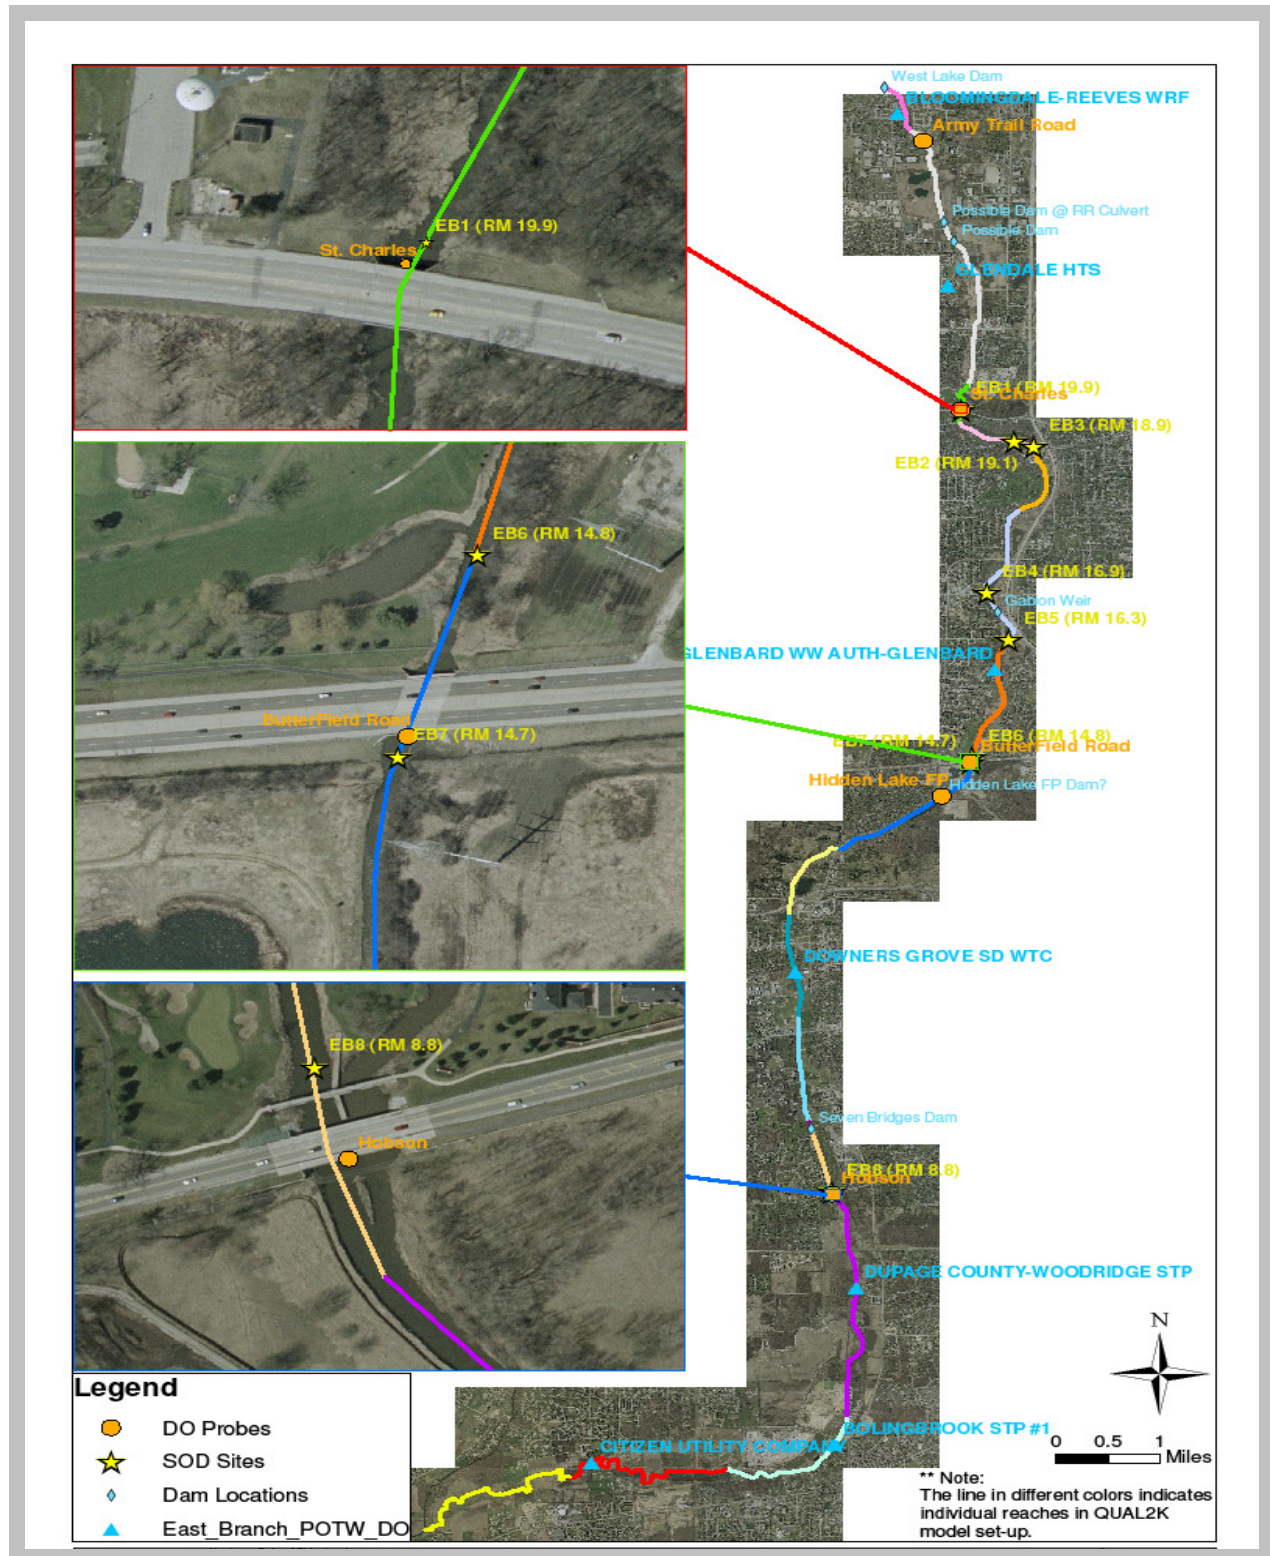 EB1 (RM 19.9)
St. Charles
EB6 (RM 14.8)
ButterField Road
EB7 (RM 14.7)
EB8 (RM 8.8)
Hobson
West Lake Dam
BLOOMINGDALE-REEVES WRF
Army Trail Road
Possible Dam @ RR Culvert
Possible Dam
GLENDALE HTS
EB1 (RM 19.9)
St. Charles
EB3 (RM 18.9)
EB2 (RM 19.1)
EB4 (RM 16.9)
Gabion Weir
EB5 (RM 16.3)
GLENBARD WW AUTH-GLENBARD
EB6 (RM 14.8)
EB7 (RM 14.7)
ButterField Road
Hidden Lake FP
Hidden Lake FP Dam?
DOWNERS GROVE SD WTC
Seven Bridges Dam
EB8 (RM 8.8)
Hobson
DUPAGE COUNTY-WOODRIDGE STP
BOLINGBROOK STP #1
CITIZEN UTILITY COMPANY
N
0 0.5 1
Miles
** Note:
The line in different colors indicates
individual reaches in QUAL2K
model set-up.
Legend
DO Probes
SOD Sites
Dam Locations
East_Branch_POTW_DO